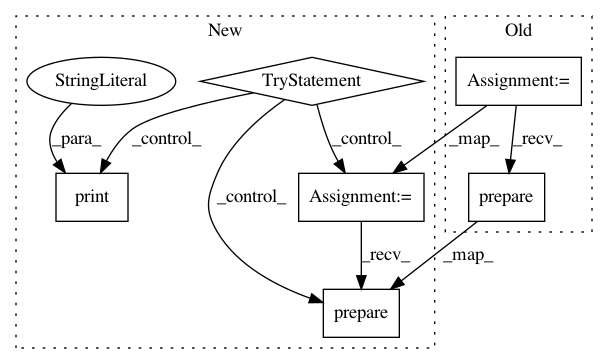 New
Old
StringLiteral
TryStatement
Assignment:=
_para_
_control_
_control_
_map_
_recv_
print
_control_
Assignment:=
prepare
_recv_
_map_
prepare